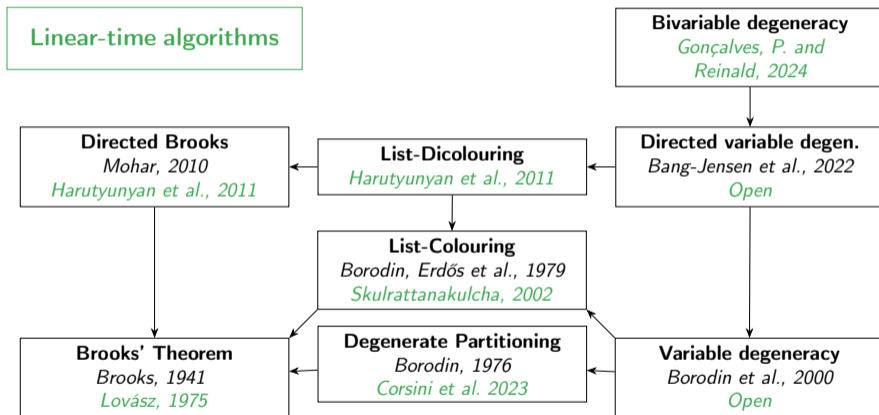 Linear-time algorithms
Bivariable degeneracy
Gonçalves, P. and
Reinald, 2024
Directed Brooks
Mohar, 2010
Harutyunyan et al., 2011
List-Dicolouring
Harutyunyan et al., 2011
Directed variable degen.
Bang-Jensen et al., 2022
Open
List-Colouring
Borodin, Erdős et al., 1979
Skulrattanakulcha, 2002
Brooks' Theorem
Brooks, 1941
Lovász, 1975
Degenerate Partitioning
Borodin, 1976
Corsini et al. 2023
Variable degeneracy
Borodin et al., 2000
Open